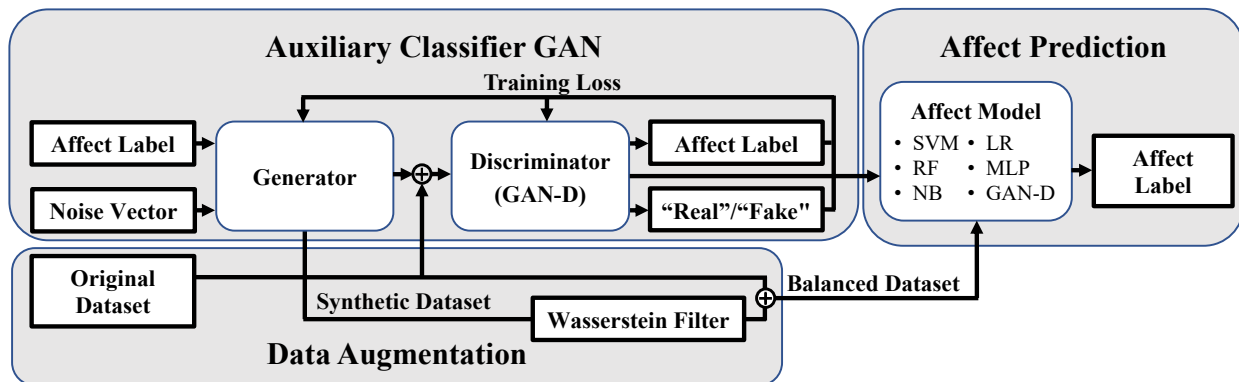 Auxiliary Classifier GAN
Affect Prediction
Training Loss
Affect Label
Noise Vector
Generator
Discriminator
(GAN-D)
Affect Label
“Real”/“Fake"
Affect Model
• SVM • LR
• RF • MLP
• NB • GAN-D
Affect
Label
Original
Dataset
Synthetic Dataset
Wasserstein Filter
Balanced Dataset
Data Augmentation